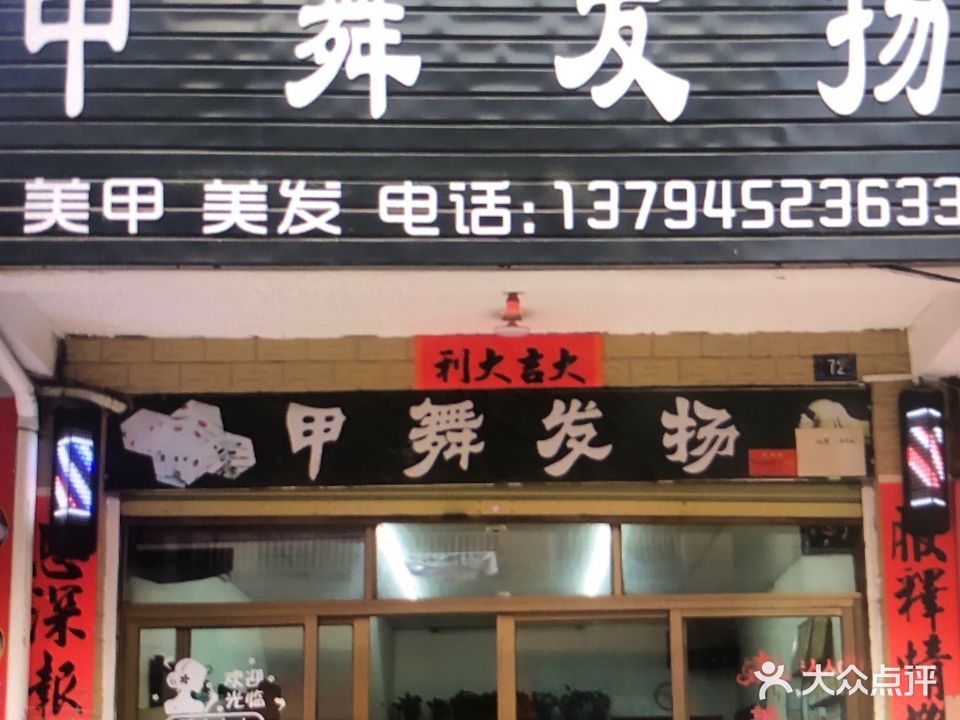 甲舞发扬
美甲 美发 电话:13794523633
利大吉大
72
甲舞发扬
深报
服释情
欢迎
光临
大众点评